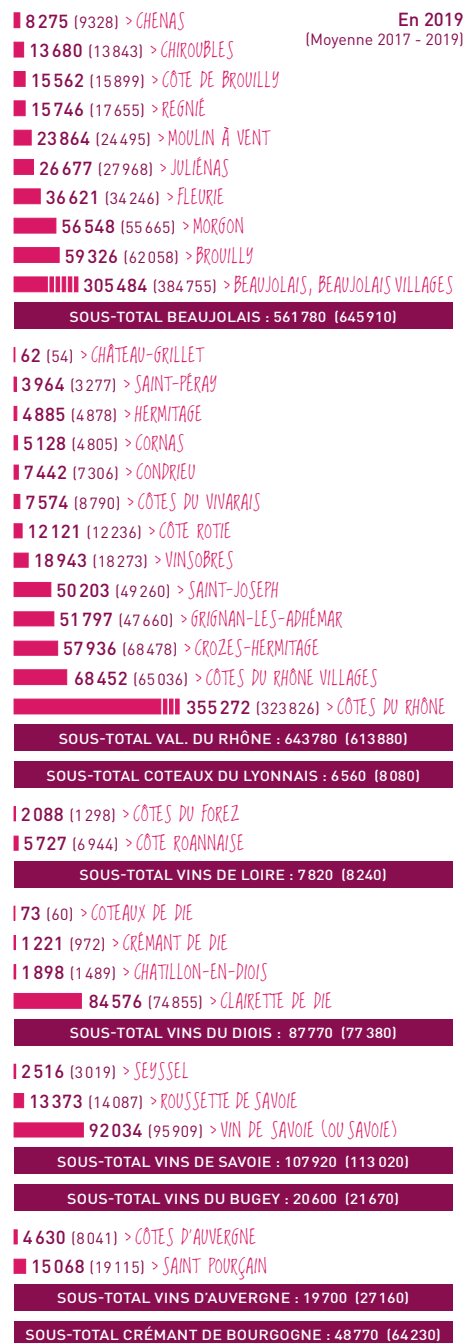 En 2019
(Moyenne 2017 - 2019)
8 275 (9328) > CHENAS
13 680 (13 843) > CHIROUBLES
15 562 (15 899) > CÔTE DE BROUILLY
15 746 (17 655) > REGNIÉ
23 864 (24 495) > MOULIN À VENT
26 677 (27 968) > JULIÉNAS
36 621 (34 246) > FLEURIE
56 548 (55 665) > MORGON
59 326 (62 058) > BROUILLY
305 484 (384 755) > BEAUJOLAIS, BEAUJOLAIS VILLAGES
SOUS-TOTAL BEAUJOLAIS : 561 780 (645 910)
62 (54) > CHÂTEAU-GRILLET
3 964 (3 277) > SAINT-PÉRAY
4 885 (4 878) > HERMITAGE
5 128 (4 805) > CORNAS
7 442 (7 306) > CONDRIEU
7 574 (8 790) > CÔTES DU VIVARAIS
12 121 (12 236) > CÔTE ROTIE
18 943 (18 273) > VINSOBRES
50 203 (49 260) > SAINT-JOSEPH
51 797 (47 660) > GRIGNAN-LES-ADHÉMAR
57 936 (68 478) > CROZES-HERMITAGE
68 452 (65 036) > CÔTES DU RHÔNE VILLAGES
355 272 (323 826) > CÔTES DU RHÔNE
SOUS-TOTAL VAL. DU RHÔNE : 643 780 (613 880)
SOUS-TOTAL COTEAUX DU LYONNAIS : 6 560 (8 080)
2 088 (1 298) > CÔTES DU FOREZ
5 727 (6 944) > CÔTE ROANNAISE
SOUS-TOTAL VINS DE LOIRE : 7 820 (8 240)
73 (60) > COTEAUX DE DIE
1 221 (972) > CRÉMANT DE DIE
1 898 (1 489) > CHATILLON-EN-DIOIS
84 576 (74 855) > CLAIRETTE DE DIE
SOUS-TOTAL VINS DU DIOIS : 87 770 (77 380)
2 516 (3 019) > SEYSSEL
13 373 (14 087) > ROUSSETTE DE SAVOIE
92 034 (95 909) > VIN DE SAVOIE (OU SAVOIE)
SOUS-TOTAL VINS DE SAVOIE : 107 920 (113 020)
SOUS-TOTAL VINS DU BUGEY : 20 600 (21 670)
4 630 (8 041) > CÔTES D'AUVERGNE
15 068 (19 115) > SAINT POURÇAIN
SOUS-TOTAL VINS D'AUVERGNE : 19 700 (27 160)
SOUS-TOTAL CRÉMANT DE BOURGOGNE : 48 770 (64 230)